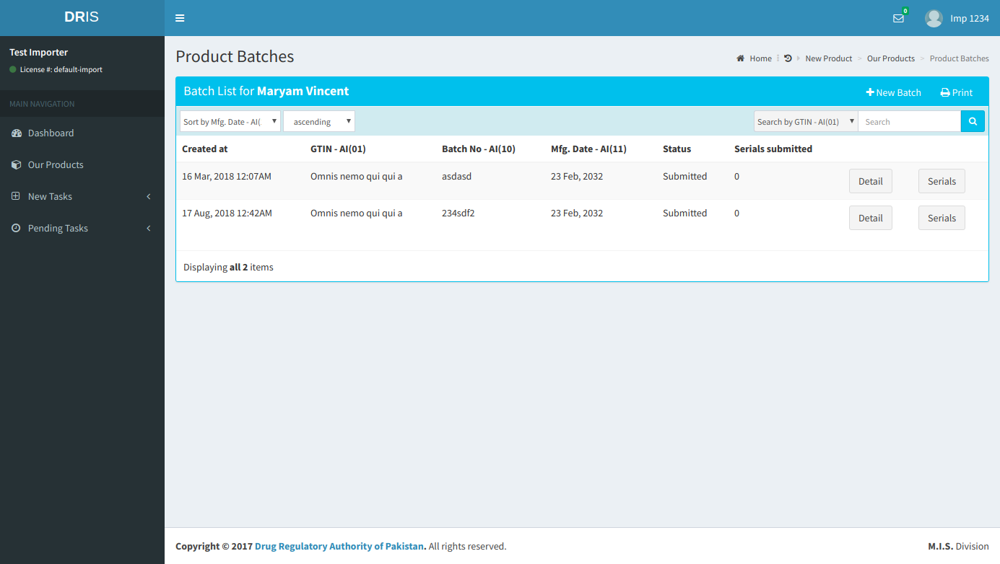 DRIS
0
Imp 1234
Test Importer
License #: default-import
MAIN NAVIGATION
Dashboard
Our Products
New Tasks
Pending Tasks
Product Batches
Home New Product > Our Products > Product Batches
Batch List for Maryam Vincent
New Batch Print
Sort by Mfg. Date - AI( ascending Search by GTIN - AI(01) Search
Created at GTIN - AI(01) Batch No - AI(10) Mfg. Date - AI(11) Status Serials submitted
16 Mar, 2018 12:07AM Omnis nemo qui qui a asdasd 23 Feb, 2032 Submitted 0 Detail Serials
17 Aug, 2018 12:42AM Omnis nemo qui qui a 234sdf2 23 Feb, 2032 Submitted 0 Detail Serials
Displaying all 2 items
Copyright © 2017 Drug Regulatory Authority of Pakistan. All rights reserved.
M.I.S. Division